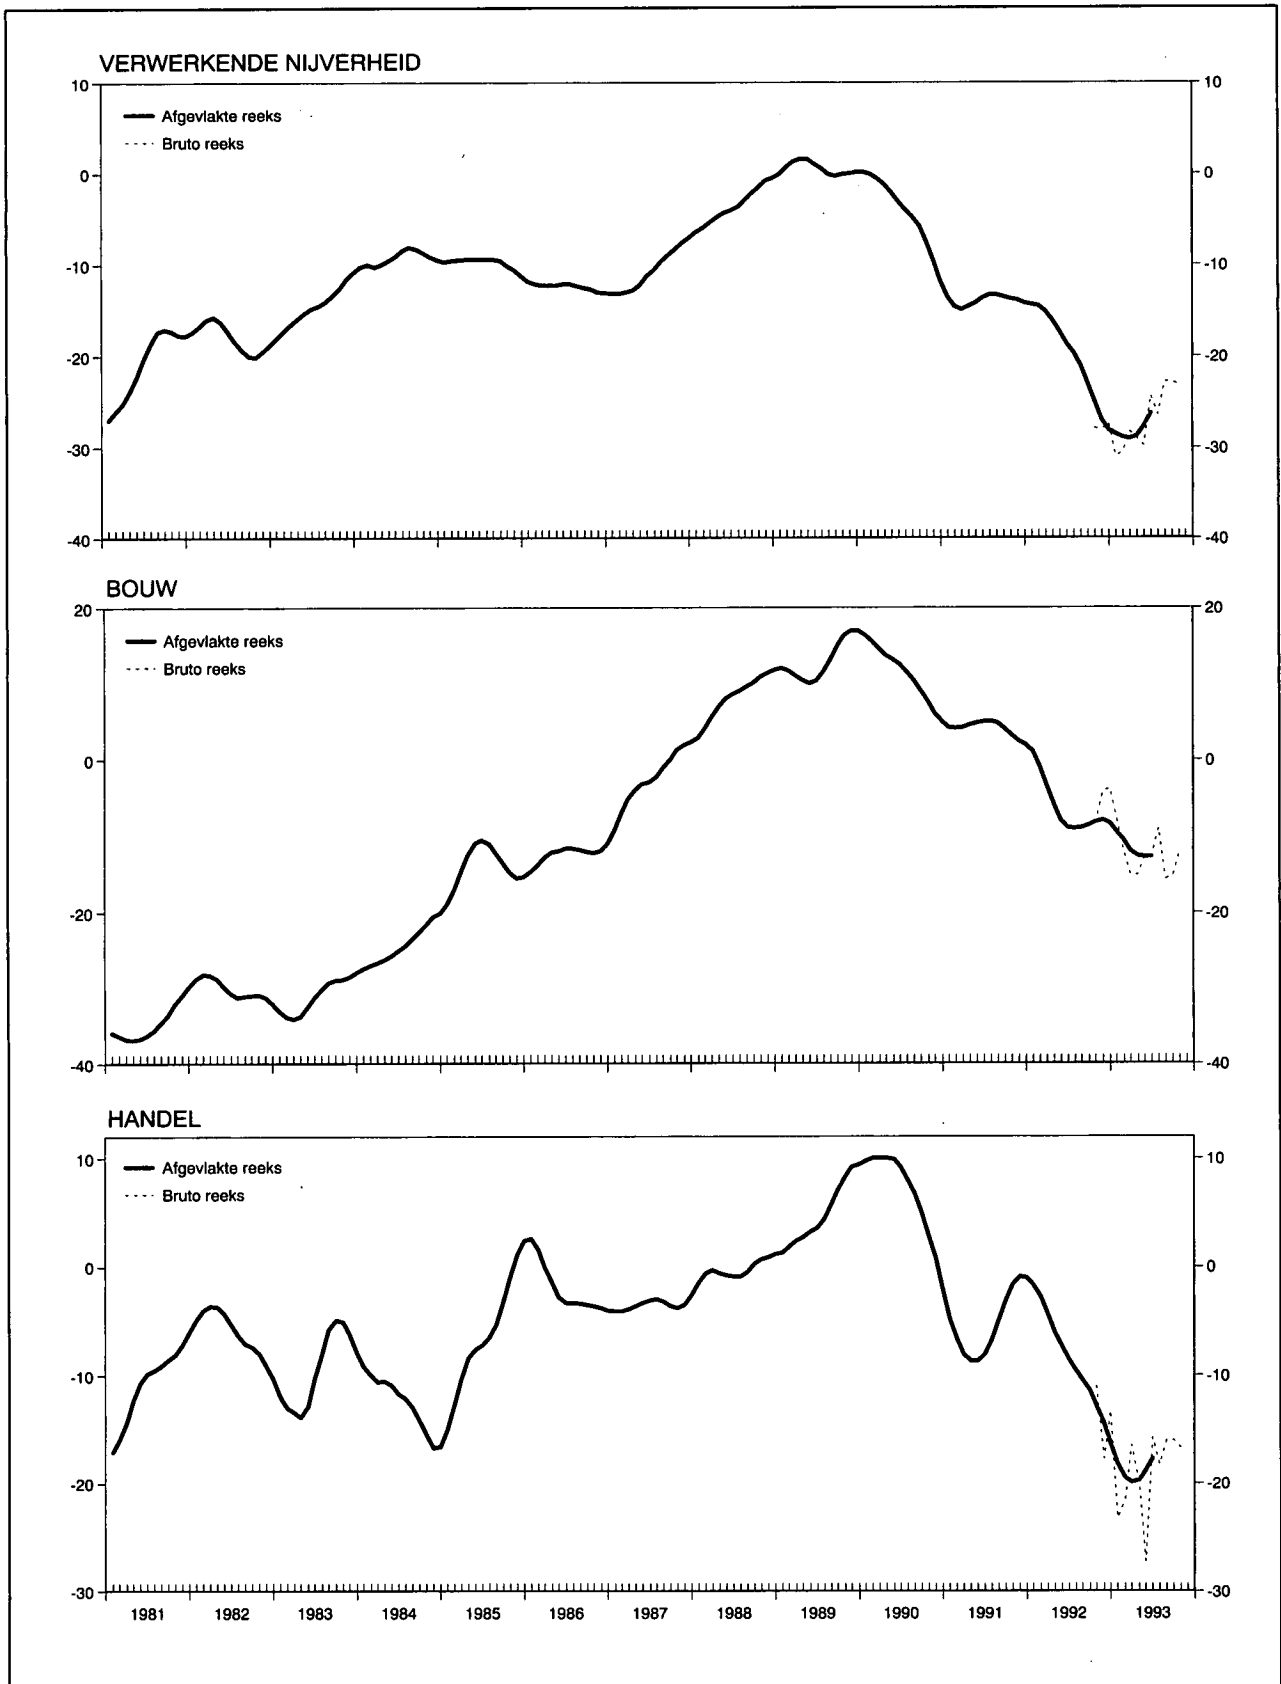 VERWERKENDE NIJVERHEID
10 10
Afgevlakte reeks
Bruto reeks
0 0
-10 -10
-20 -20
-30 -30
-40 -40
BOUW
20 20
Afgevlakte reeks
Bruto reeks
0 0
-20 -20
-40 -40
HANDEL
10 10
Afgevlakte reeks
Bruto reeks
0 0
-10 -10
-20 -20
-30 -30
1981 1982 1983 1984 1985 1986 1987 1988 1989 1990 1991 1992 1993